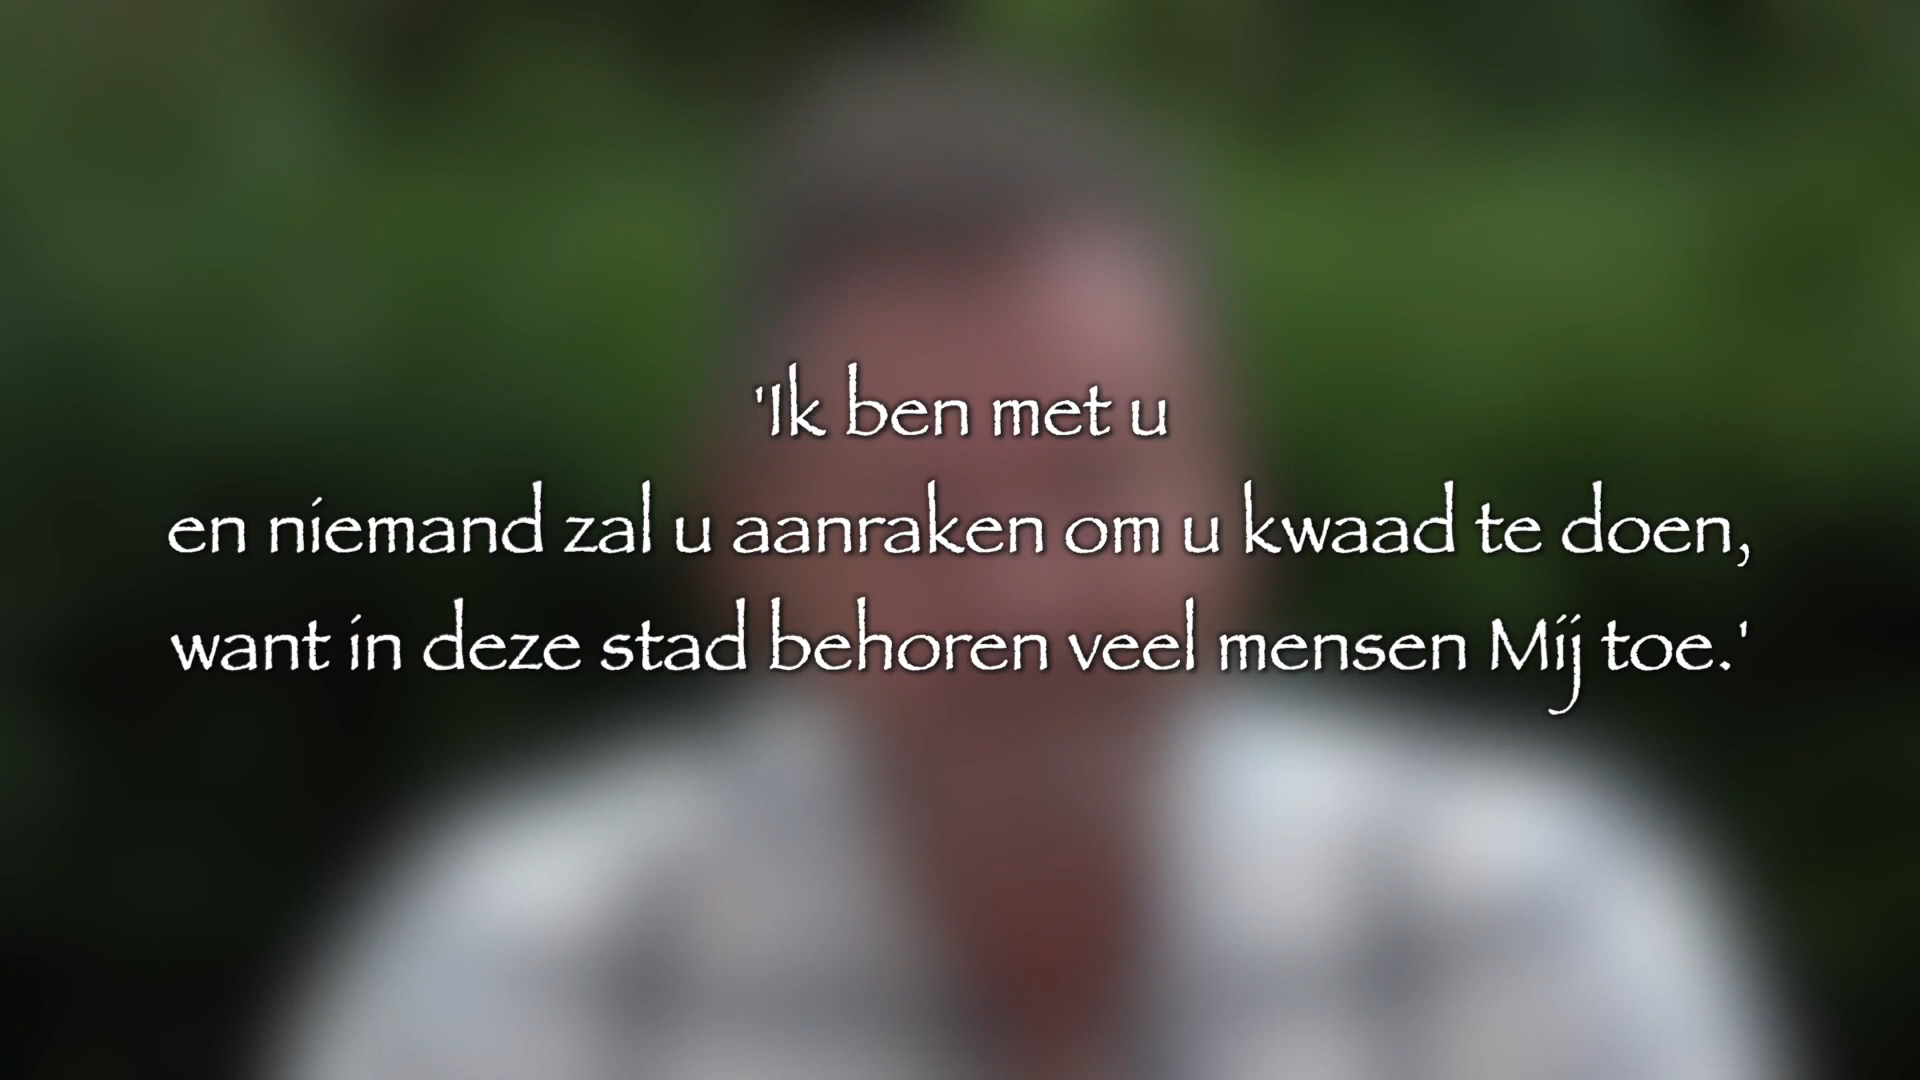 'Ik ben met u
en niemand zal u aanraken om u kwaad te doen,
want in deze stad behoren veel mensen Mij toe.'